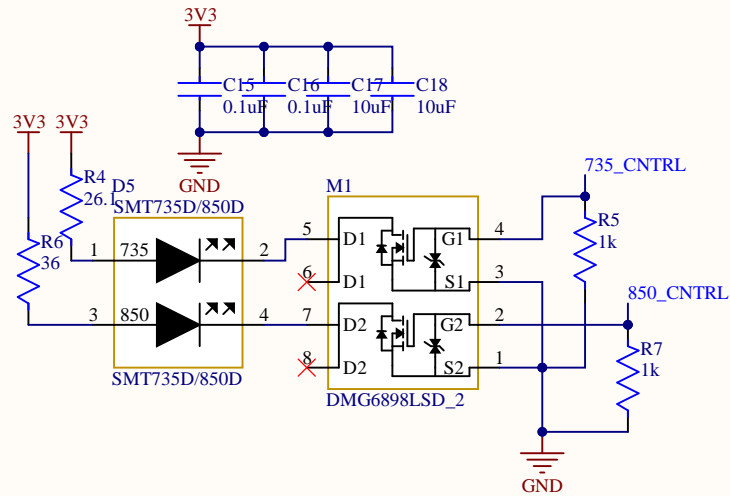 3V3
C15
0.1uF
C16
0.1uF
C17
10uF
C18
10uF
GND
3V3
3V3
R4
26.1
R6
36
D5
SMT735D/850D
1
735
2
3
850
4
SMT735D/850D
M1
5
D1
6
D1
7
D2
8
D2
G1
4
S1
3
G2
2
S2
1
DMG6898LSD_2
735_CNTRL
R5
1k
850_CNTRL
R7
1k
GND